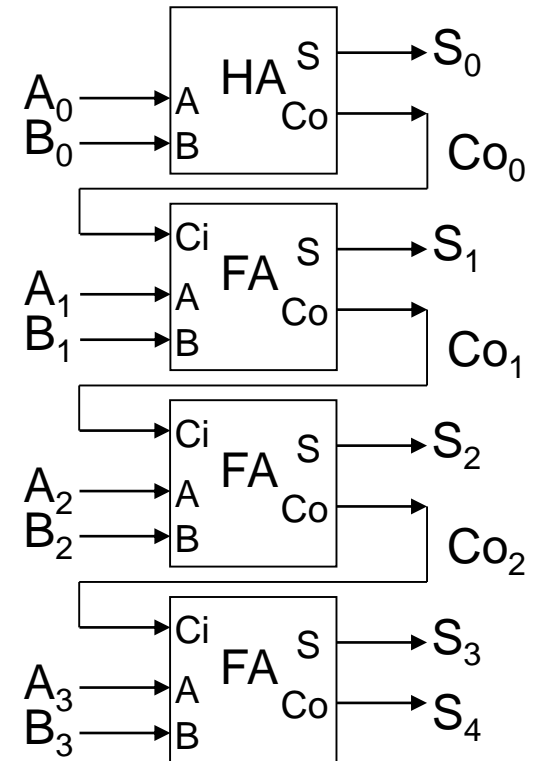 S S₀
HA
A₀ A Co
B₀ B Co₀
Ci S S₁
FA
A₁ A Co
B₁ B Co₁
Ci S S₂
FA
A₂ A Co
B₂ B Co₂
Ci S S₃
FA
A₃ A Co S₄
B₃ B